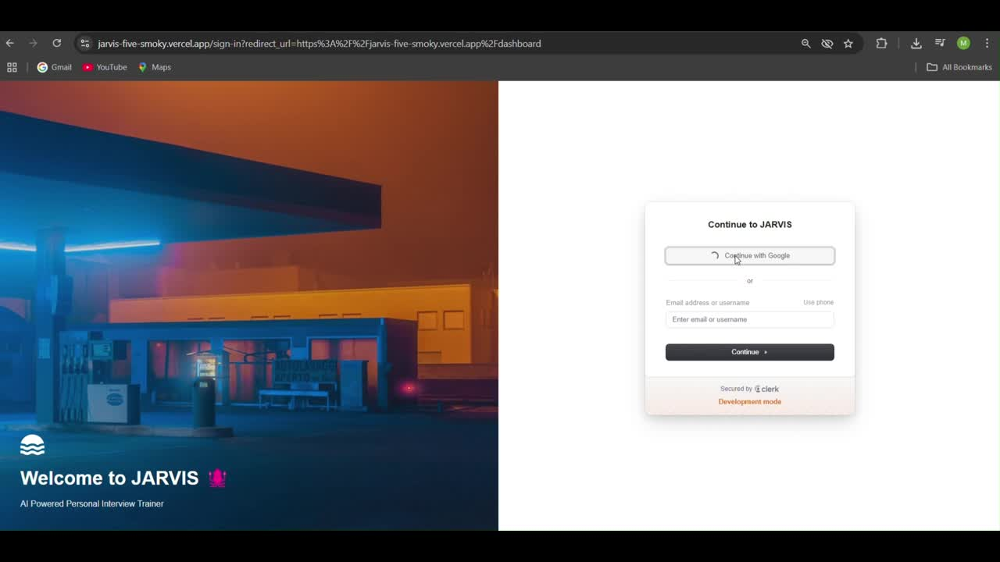 jarvis-five-smoky.vercel.app/sign-in?redirect_url=https%3A%2F%2Fjarvis-five-smoky.vercel.app%2Fdashboard
M
Gmail
YouTube
Maps
All Bookmarks
Continue to JARVIS
Continue with Google
or
Email address or username
Use phone
Enter email or username
Continue
Secured by clerk
Development mode
AUTOLAVAGGIO
APERTO
Welcome to JARVIS
AI Powered Personal Interview Trainer